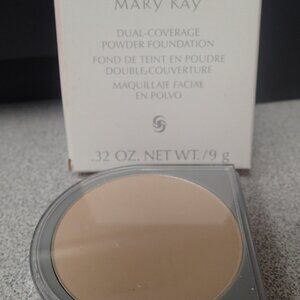 MARY KAY
DUAL-COVERAGE
POWDER FOUNDATION
FOND DE TEINT EN POUDRE
DOUBLE/COUVERTURE
MAQUILLAJE FACIAL
EN POLVO
.32 OZ. NET WT./9 g